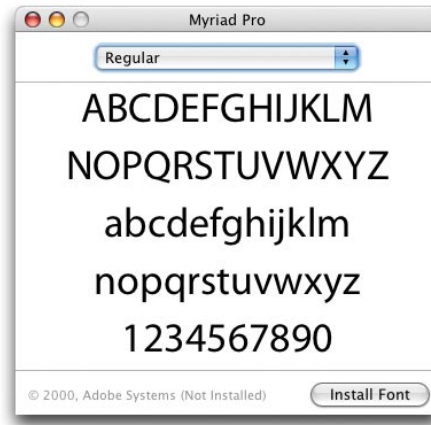 Myriad Pro
Regular
ABCDEFGHIJKLM
NOPQRSTUVWXYZ
abcdefghijklm
nopqrstuvwxyz
1234567890
© 2000, Adobe Systems (Not Installed)
Install Font